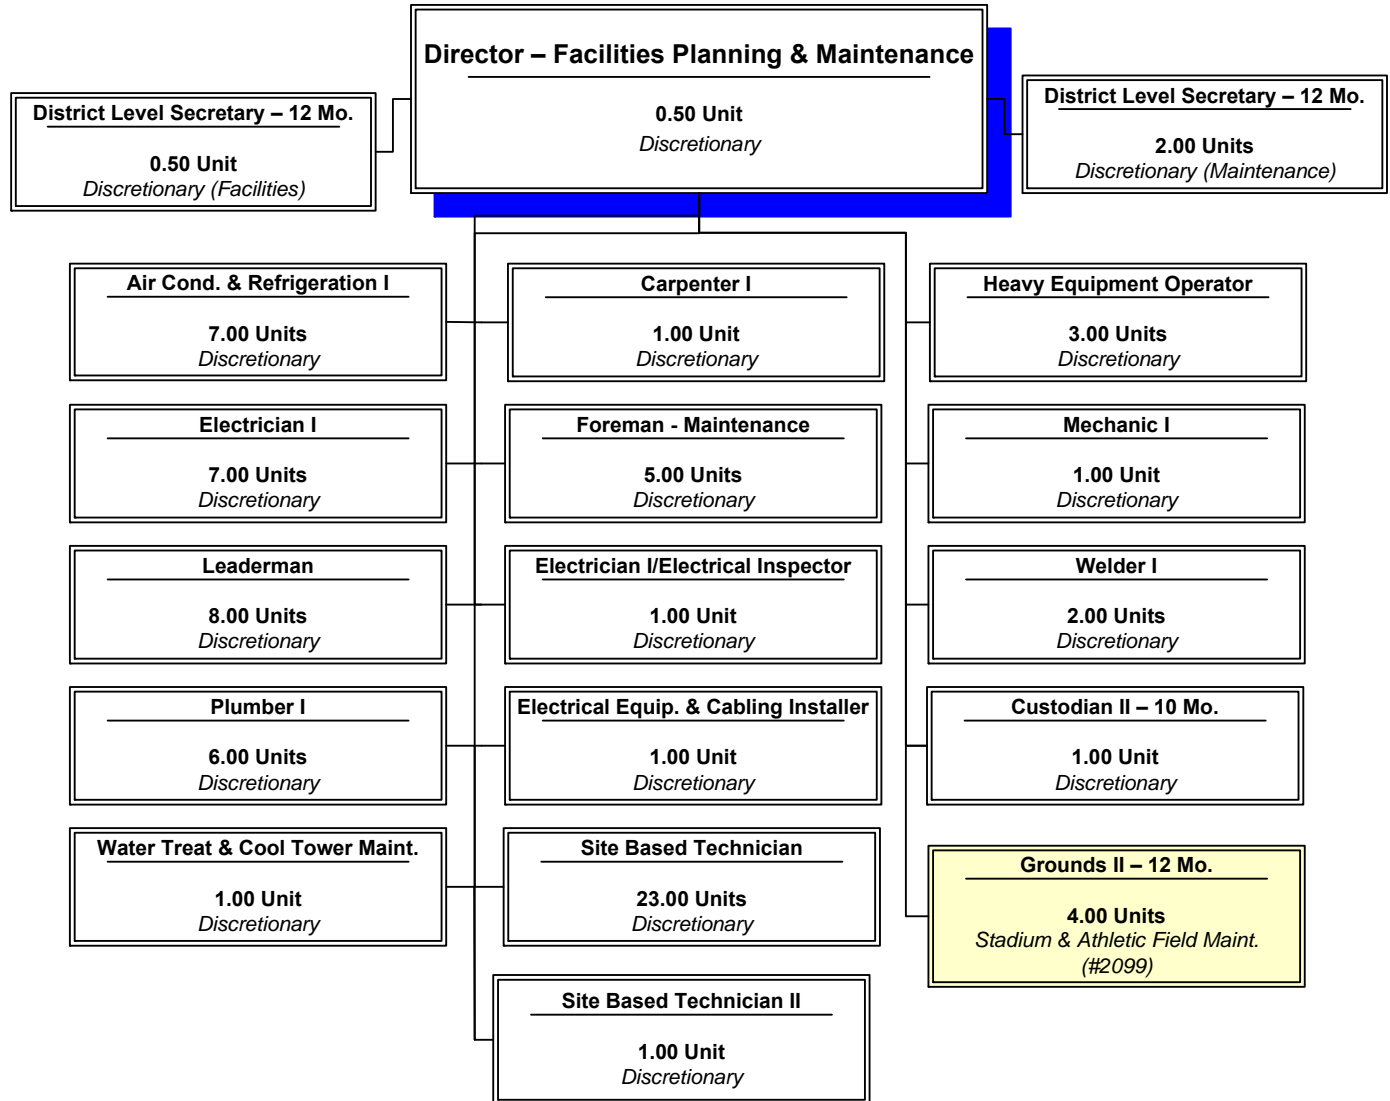 Director – Facilities Planning & Maintenance
0.50 Unit
Discretionary
District Level Secretary – 12 Mo.
0.50 Unit
Discretionary (Facilities)
District Level Secretary – 12 Mo.
2.00 Units
Discretionary (Maintenance)
Air Cond. & Refrigeration I
7.00 Units
Discretionary
Carpenter I
1.00 Unit
Discretionary
Heavy Equipment Operator
3.00 Units
Discretionary
Electrician I
7.00 Units
Discretionary
Foreman - Maintenance
5.00 Units
Discretionary
Mechanic I
1.00 Unit
Discretionary
Leaderman
8.00 Units
Discretionary
Electrician I/Electrical Inspector
1.00 Unit
Discretionary
Welder I
2.00 Units
Discretionary
Plumber I
6.00 Units
Discretionary
Electrical Equip. & Cabling Installer
1.00 Unit
Discretionary
Custodian II – 10 Mo.
1.00 Unit
Discretionary
Water Treat & Cool Tower Maint.
1.00 Unit
Discretionary
Site Based Technician
23.00 Units
Discretionary
Grounds II – 12 Mo.
4.00 Units
Stadium & Athletic Field Maint.
(#2099)
Site Based Technician II
1.00 Unit
Discretionary